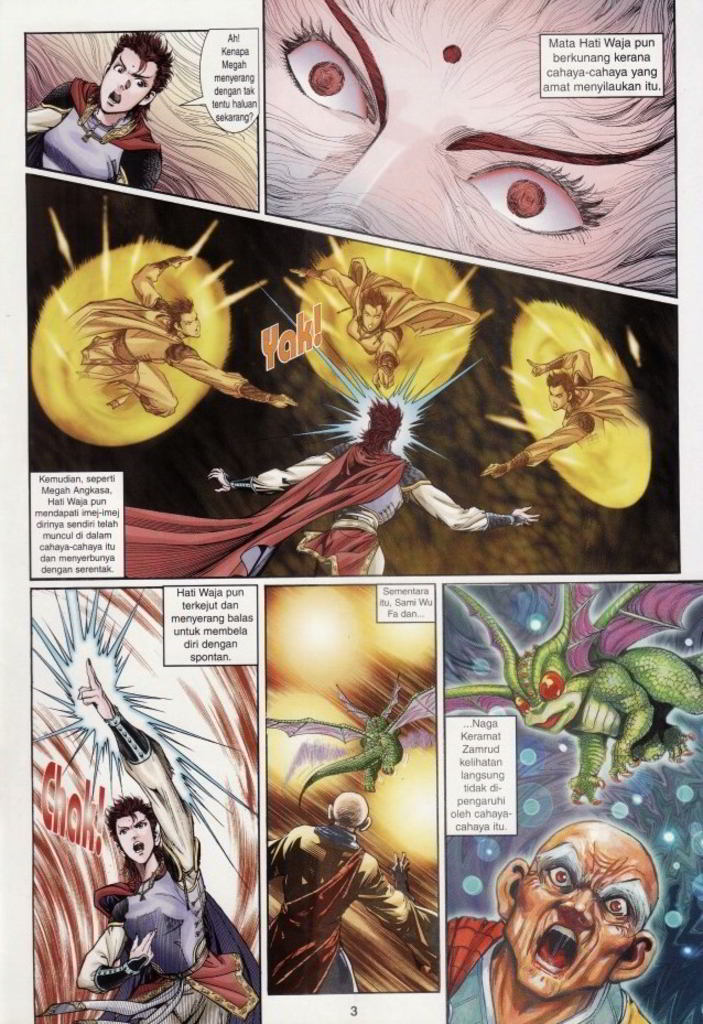 Ah!
Kenapa
Megah
menyerang
dengan tak
tentu haluan
sekarang?
Mata Hati Waja pun
berkunang kerana
cahaya-cahaya yang
amat menyilaukan itu.
Yak!
Kemudian, seperti
Megah Angkasa,
Hati Waja pun
mendapati imej-imej
dirinya sendiri telah
muncul di dalam
cahaya-cahaya itu
dan menyerbunya
dengan serentak.
Hati Waja pun
terkejut dan
menyerang balas
untuk membela
diri dengan
spontan.
Chak!
Sementara
itu, Sami Wu
Fa dan...
...Naga
Keramat
Zamrud
kelihatan
langsung
tidak di-
pengaruhi
oleh cahaya-
cahaya itu.
3